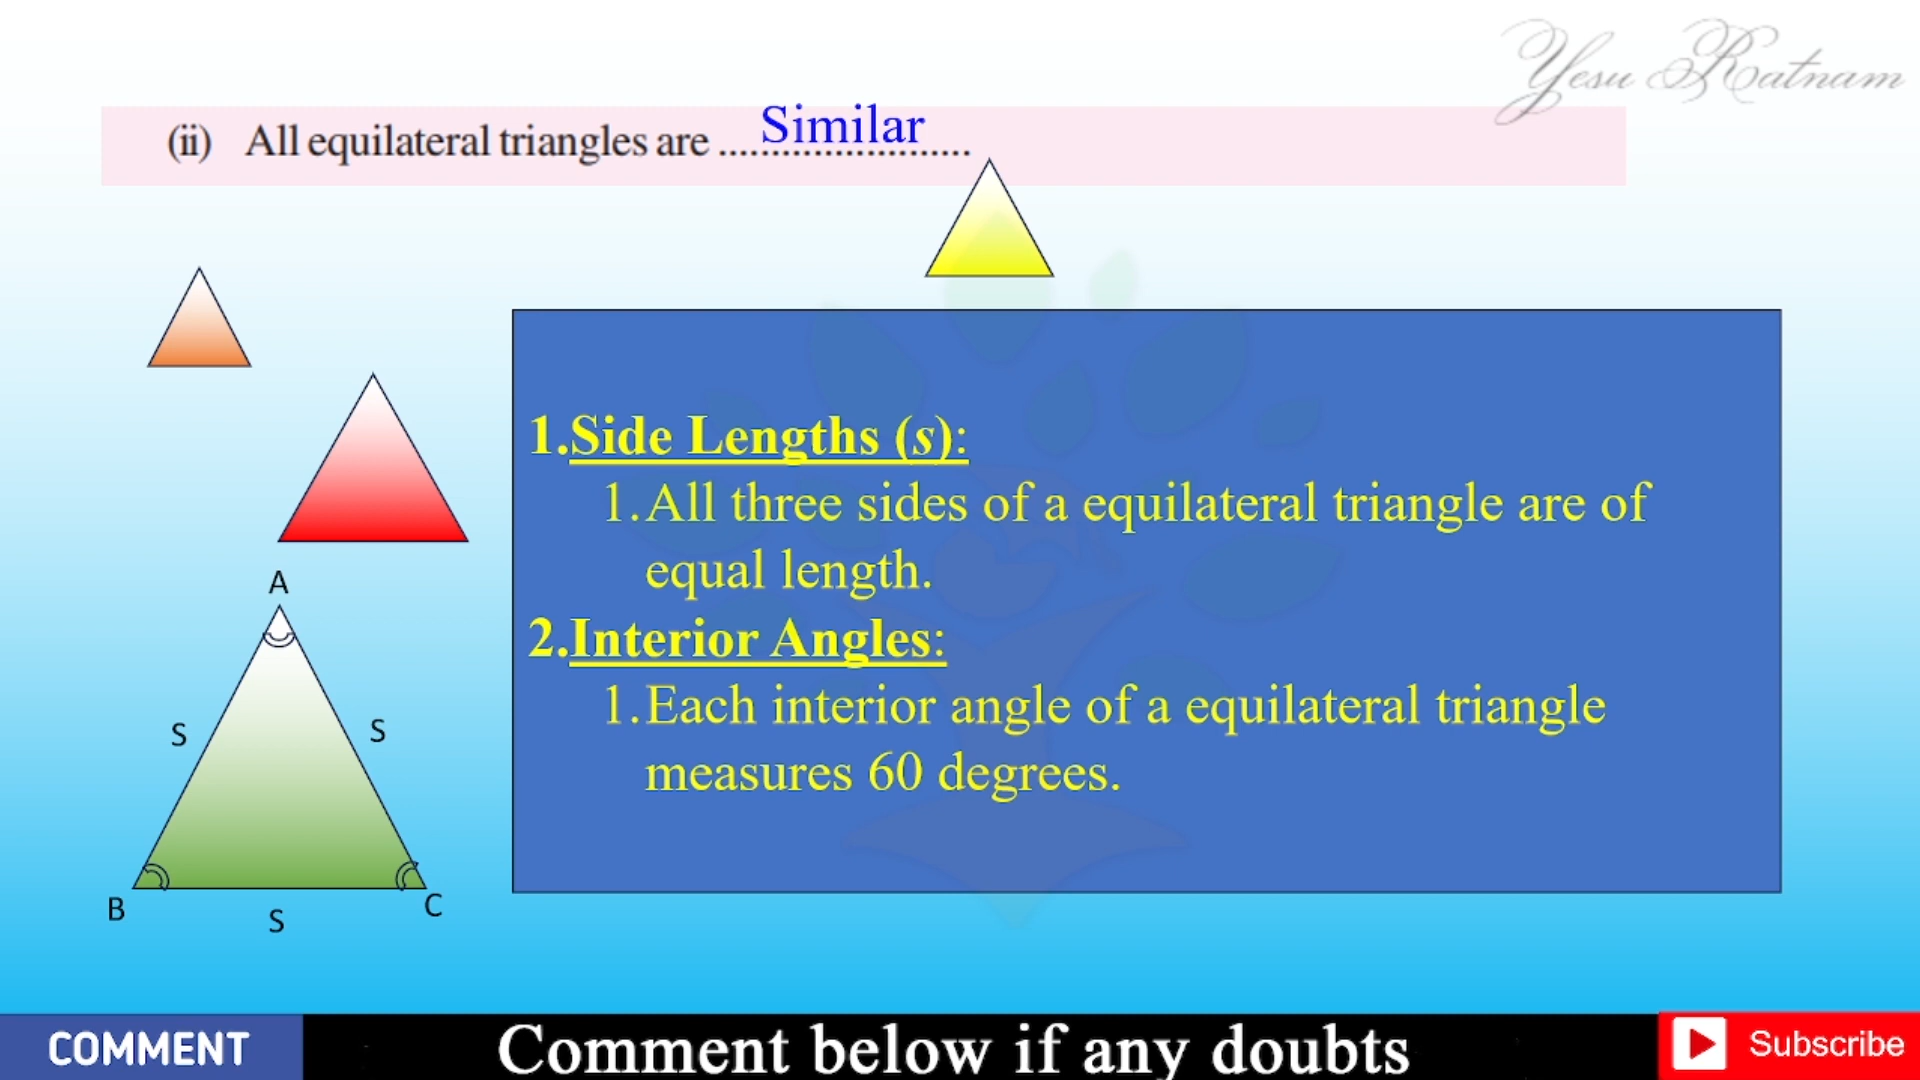 Yesu Ratnam
(ii) All equilateral triangles are ........................
Similar
1.Side Lengths (s):
1.All three sides of a equilateral triangle are of
equal length.
2.Interior Angles:
1.Each interior angle of a equilateral triangle
measures 60 degrees.
A
S
S
B
S
C
COMMENT
Comment below if any doubts
Subscribe